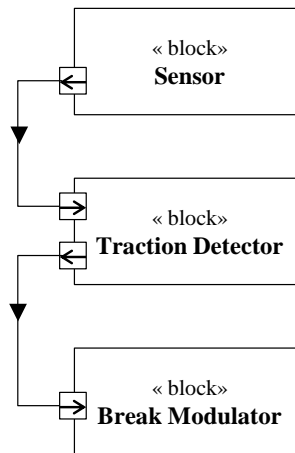 « block»
Sensor
« block»
Traction Detector
« block»
Break Modulator